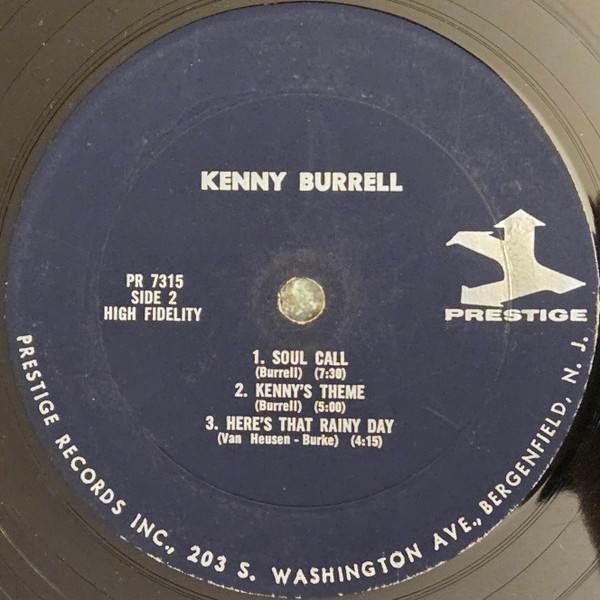 KENNY BURRELL
PRESTIGE
PR 7315
SIDE 2
HIGH FIDELITY
1. SOUL CALL
(Burrell) (7:30)
2. KENNY'S THEME
(Burrell) (5:00)
3. HERE'S THAT RAINY DAY
(Van Heusen - Burke) (4:15)
PRESTIGE RECORDS INC., 203 S. WASHINGTON AVE., BERGENFIELD, N. J.